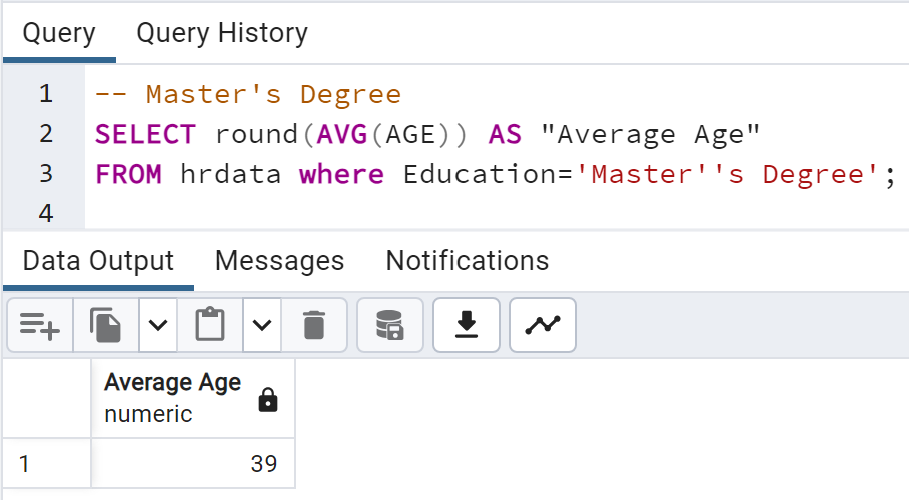 Query Query History
1 -- Master's Degree
2 SELECT round(AVG(AGE)) AS "Average Age"
3 FROM hrdata where Education='Master''s Degree';
4
Data Output Messages Notifications
Average Age
numeric
1 39